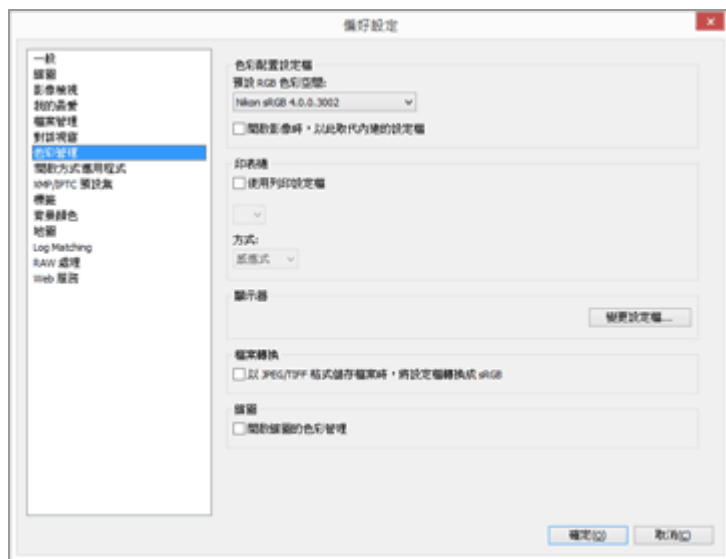 偏好設定
一般
縮圖
影像檢視
我的最愛
檔案管理
對話視窗
色彩管理
開啟方式應用程式
XMP/IPTC 預設集
標籤
背景顏色
地圖
Log Matching
RAW 處理
Web 服務
色彩配置設定檔
預設 RGB 色彩空間:
Nikon sRGB 4.0.0.3002
開啟影像時，以此取代內建的設定檔
印表機
使用列印設定檔
方式:
感應式
顯示器
變更設定檔...
檔案轉換
以 JPEG/TIFF 格式儲存檔案時，將設定檔轉換成 sRGB
縮圖
開啟縮圖的色彩管理
確定(O)
取消(C)